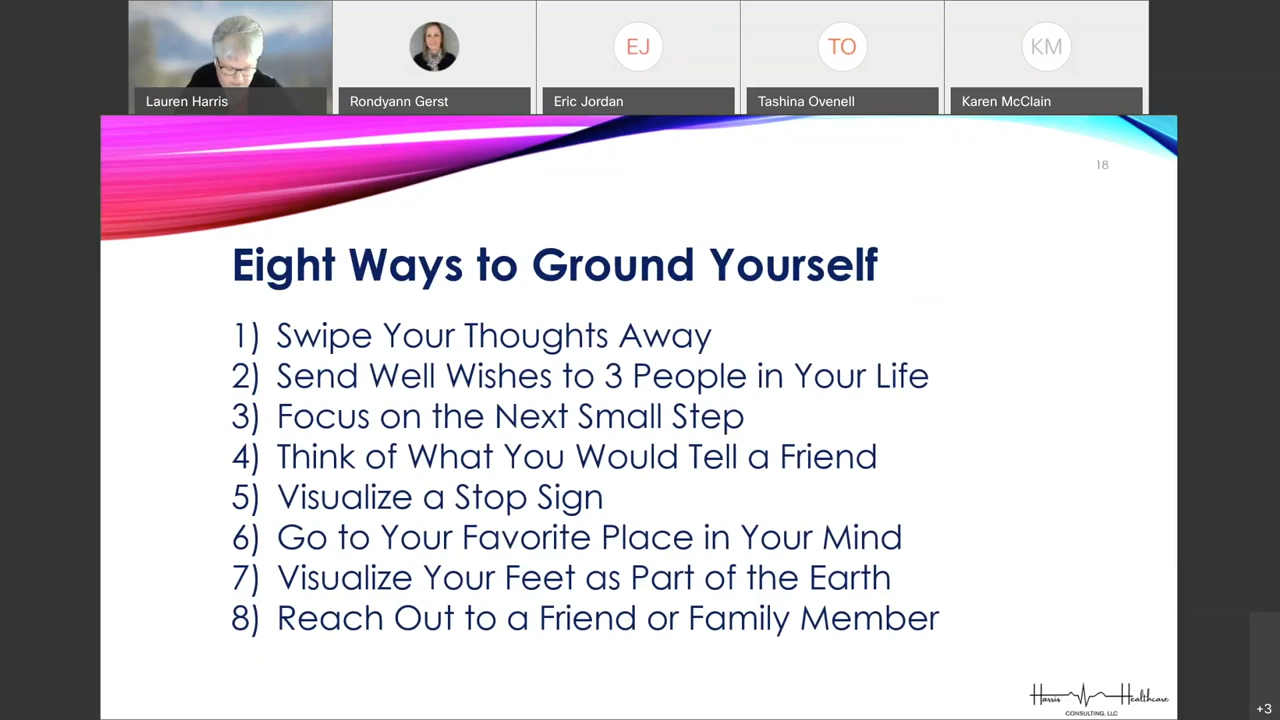 EJ
TO
KM
Lauren Harris
Rondyann Gerst
Eric Jordan
Tashina Ovenell
Karen McClain
18
Eight Ways to Ground Yourself
1) Swipe Your Thoughts Away
2) Send Well Wishes to 3 People in Your Life
3) Focus on the Next Small Step
4) Think of What You Would Tell a Friend
5) Visualize a Stop Sign
6) Go to Your Favorite Place in Your Mind
7) Visualize Your Feet as Part of the Earth
8) Reach Out to a Friend or Family Member
Harris Healthcare
CONSULTING, LLC
+3